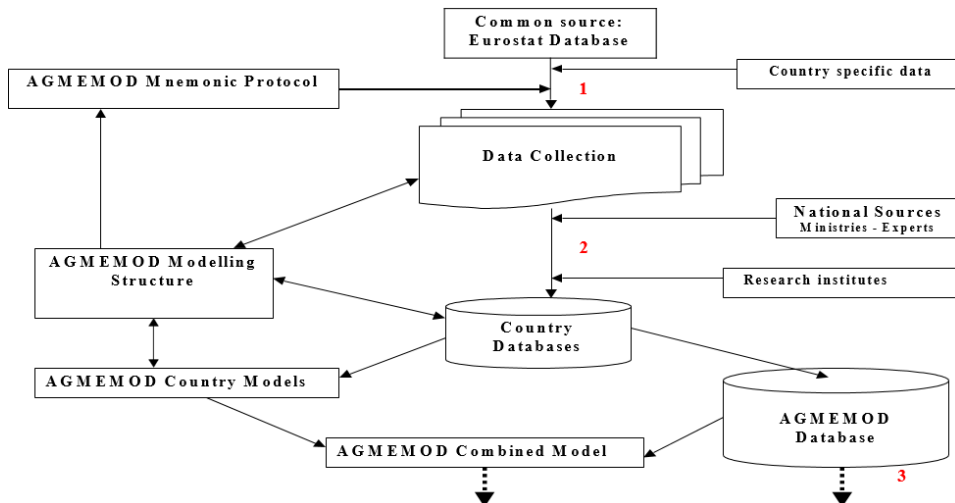 Common source:
Eurostat Database
AGMEMOD Mnemonic Protocol
Country specific data
1
Data Collection
National Sources
Ministries - Experts
2
AGMEMOD Modelling
Structure
Research institutes
Country
Databases
AGMEMOD Country Models
AGMEMOD
Database
AGMEMOD Combined Model
3